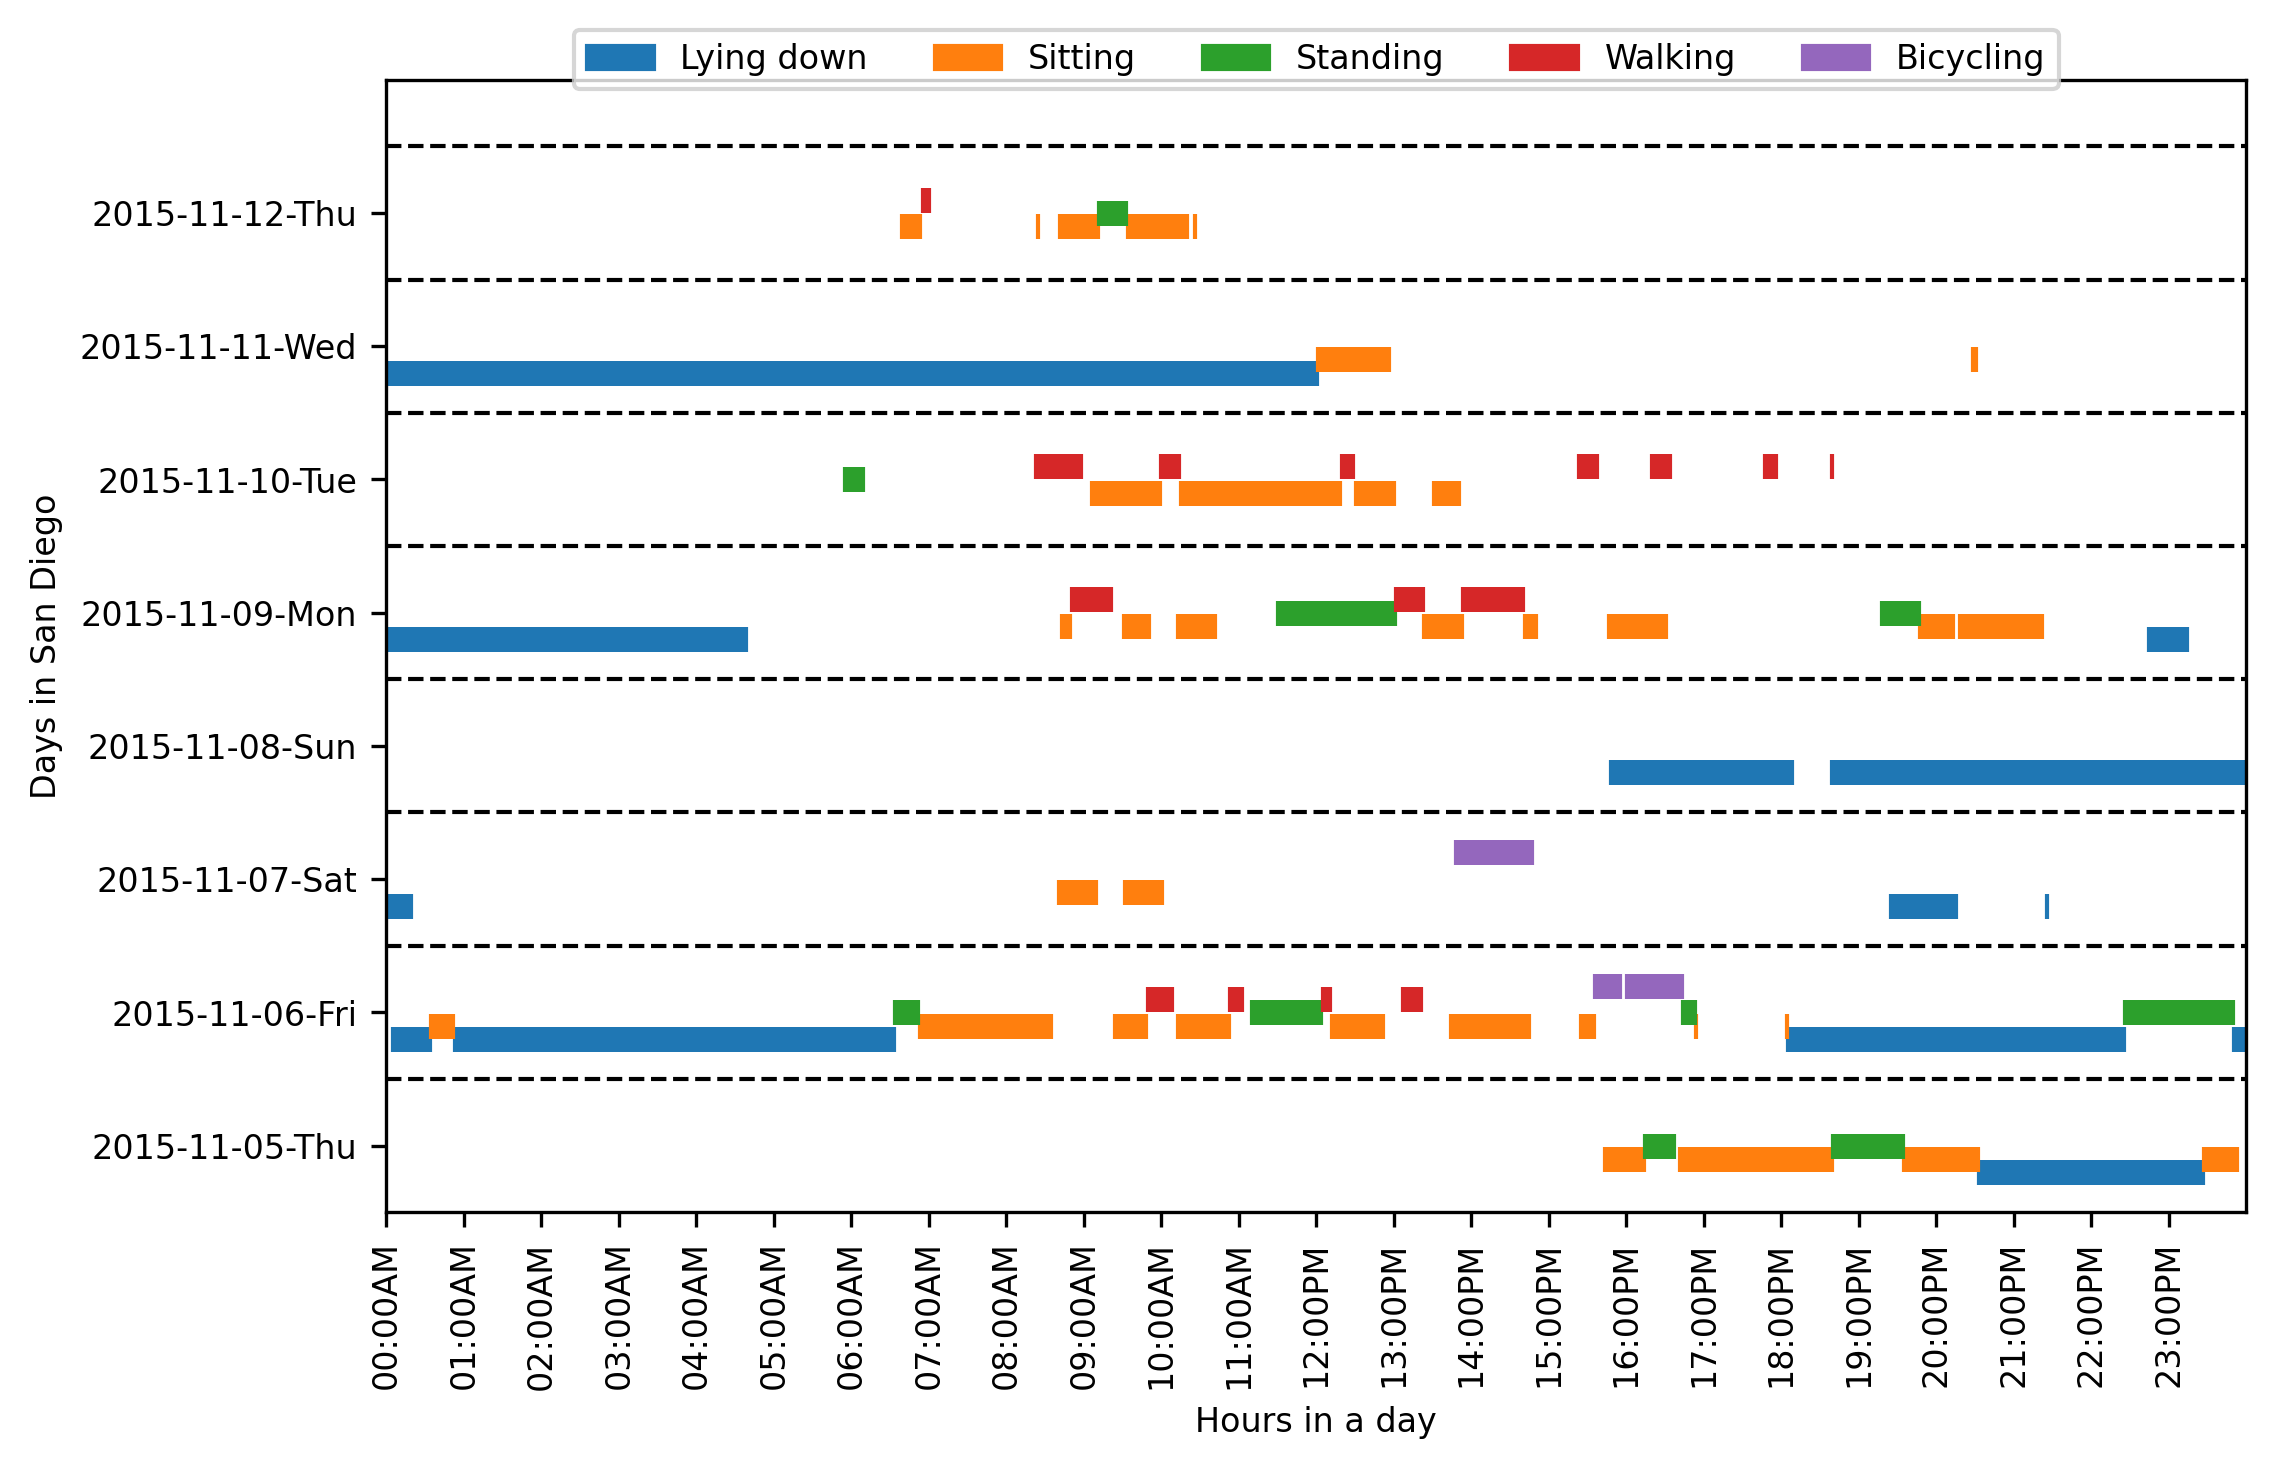 Lying down Sitting Standing Walking Bicycling
2015-11-12-Thu
2015-11-11-Wed
2015-11-10-Tue
2015-11-09-Mon
2015-11-08-Sun
2015-11-07-Sat
2015-11-06-Fri
2015-11-05-Thu
Days in San Diego
00:00AM
01:00AM
02:00AM
03:00AM
04:00AM
05:00AM
06:00AM
07:00AM
08:00AM
09:00AM
10:00AM
11:00AM
12:00PM
13:00PM
14:00PM
15:00PM
16:00PM
17:00PM
18:00PM
19:00PM
20:00PM
21:00PM
22:00PM
23:00PM
Hours in a day